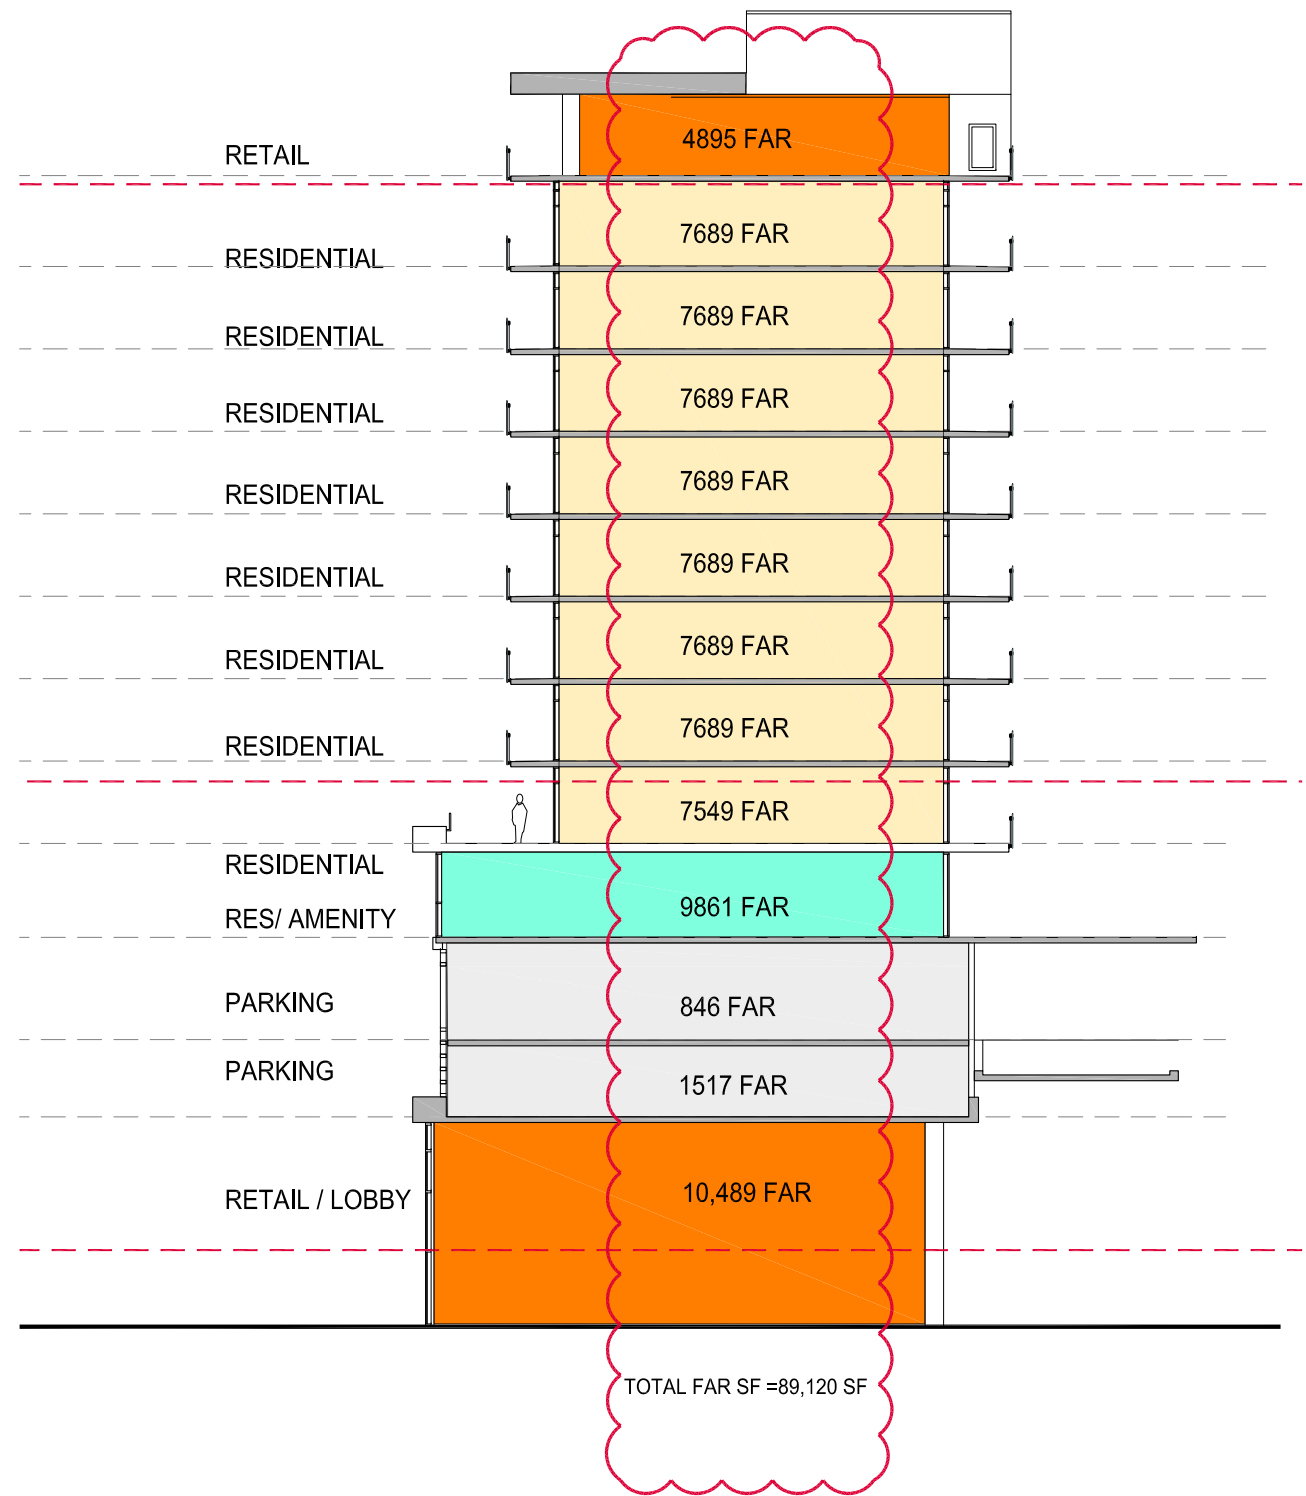 4895 FAR
RETAIL
7689 FAR
RESIDENTIAL
7689 FAR
RESIDENTIAL
7689 FAR
RESIDENTIAL
7689 FAR
RESIDENTIAL
7689 FAR
RESIDENTIAL
7689 FAR
RESIDENTIAL
7689 FAR
RESIDENTIAL
7549 FAR
RESIDENTIAL
9861 FAR
RES/ AMENITY
PARKING
846 FAR
PARKING
1517 FAR
RETAIL / LOBBY
10,489 FAR
TOTAL FAR SF =89,120 SF